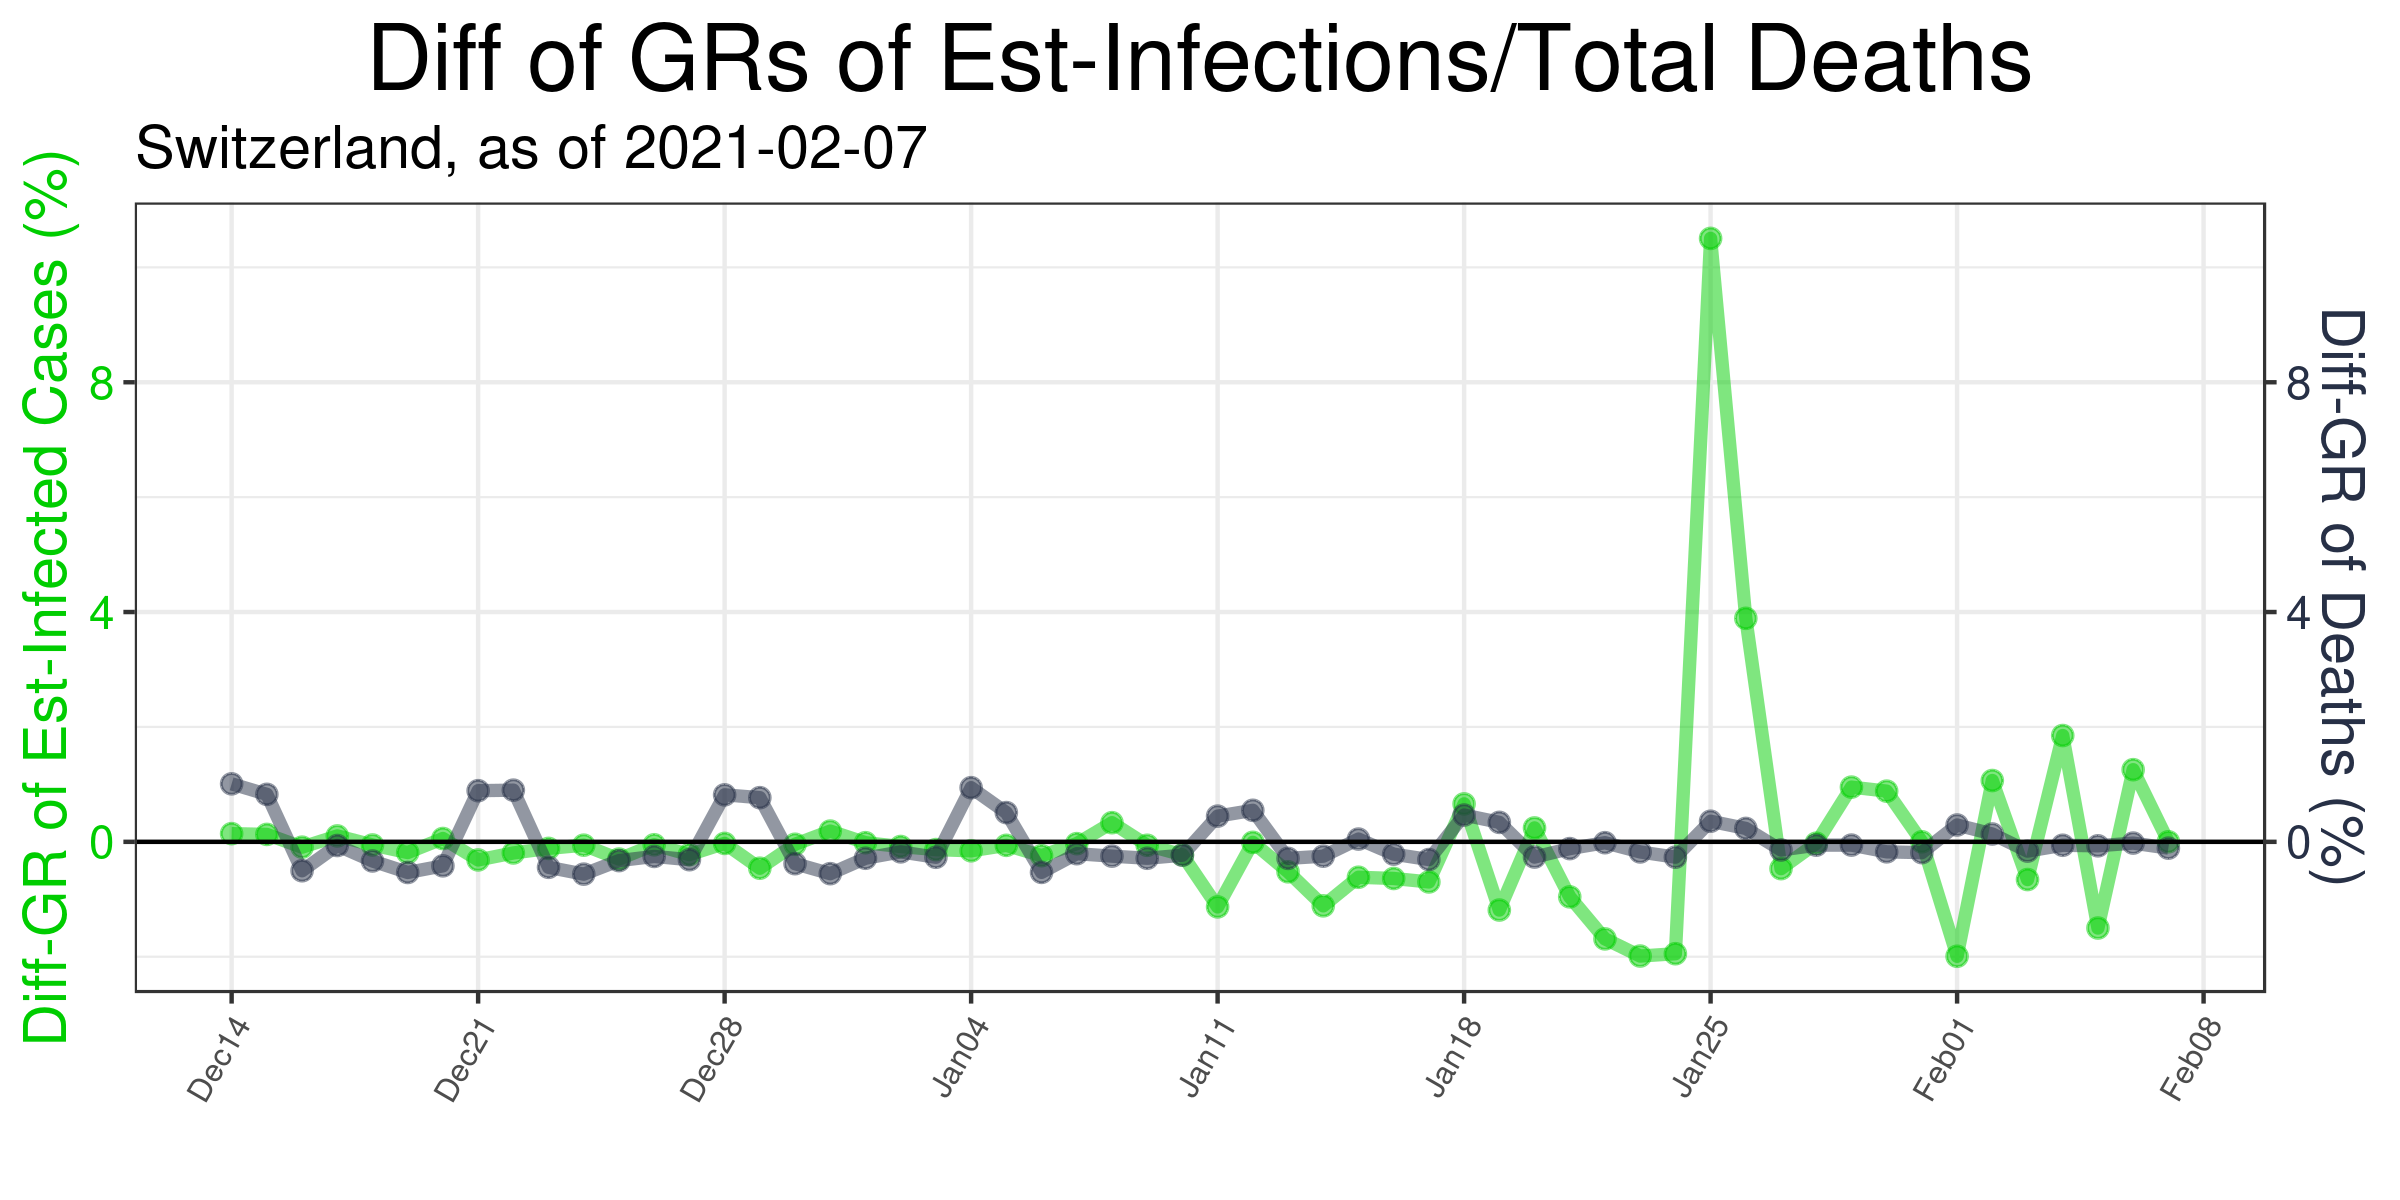 Diff of GRs of Est-Infections/Total Deaths
Switzerland, as of 2021-02-07
Diff-GR of Est-Infected Cases (%)
8
4
0
8
4
0
Diff-GR of Deaths (%)
Dec14
Dec21
Dec28
Jan04
Jan11
Jan18
Jan25
Feb01
Feb08